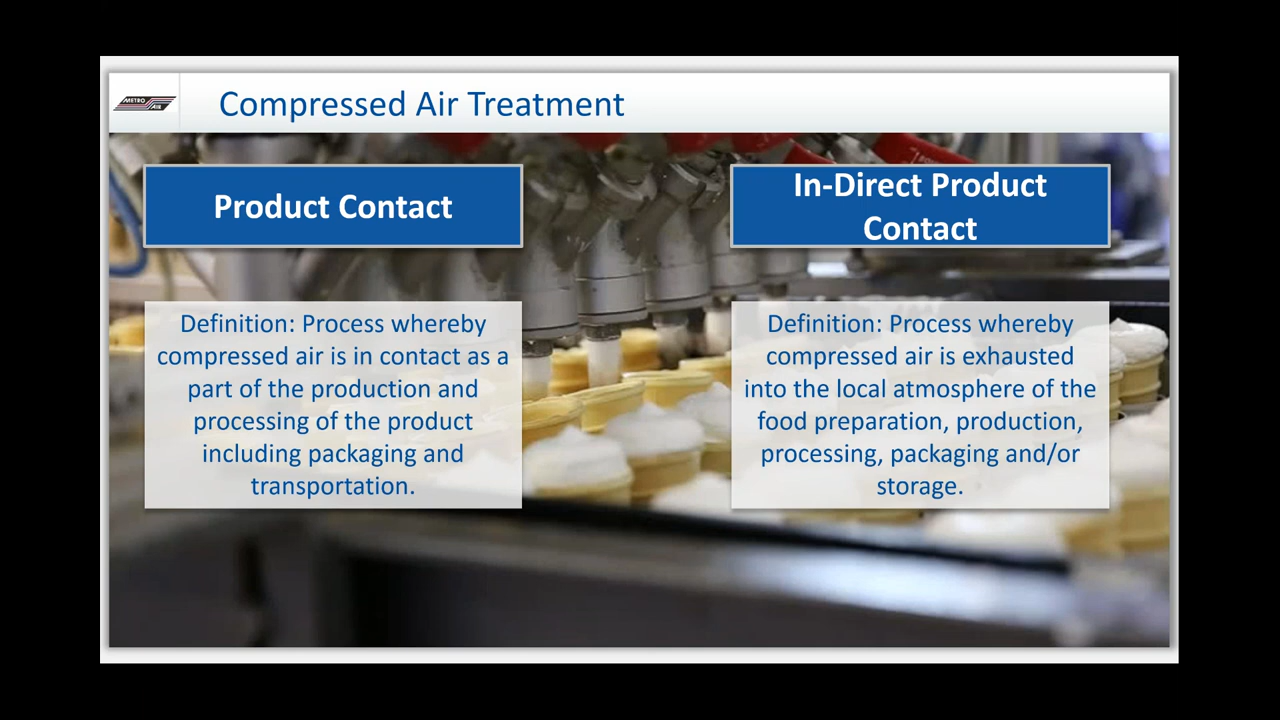 METRO
AIR
Compressed Air Treatment
Product Contact
Definition: Process whereby
compressed air is in contact as a
part of the production and
processing of the product
including packaging and
transportation.
In-Direct Product
Contact
Definition: Process whereby
compressed air is exhausted
into the local atmosphere of the
food preparation, production,
processing, packaging and/or
storage.